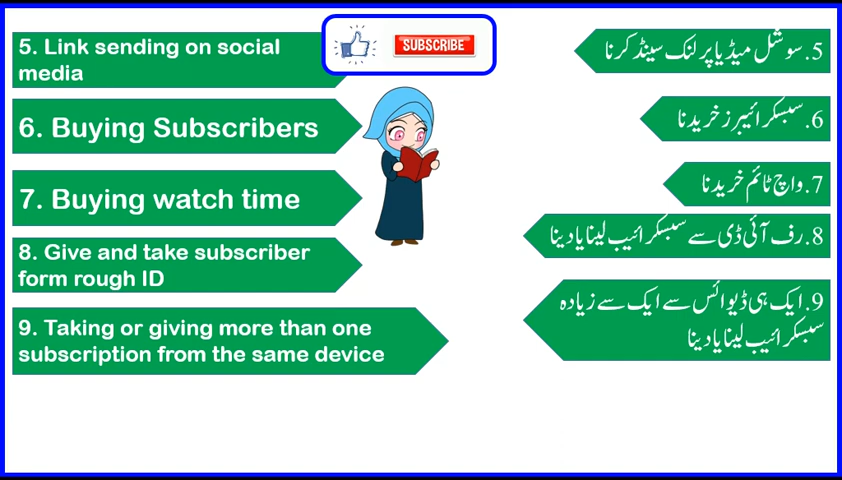 SUBSCRIBE
5. Link sending on social
media
6. Buying Subscribers
7. Buying watch time
8. Give and take subscriber
form rough ID
9. Taking or giving more than one
subscription from the same device
5. سوشل میڈیا پر لنک سینڈ کرنا
6. سبسکرائیبرز خریدنا
7. واچ ٹائم خریدنا
8. رف آئی ڈی سے سبسکرائیب لینا یا دینا
9. ایک ہی ڈیوائس سے ایک سے زیادہ
سبسکرائیب لینا یا دینا